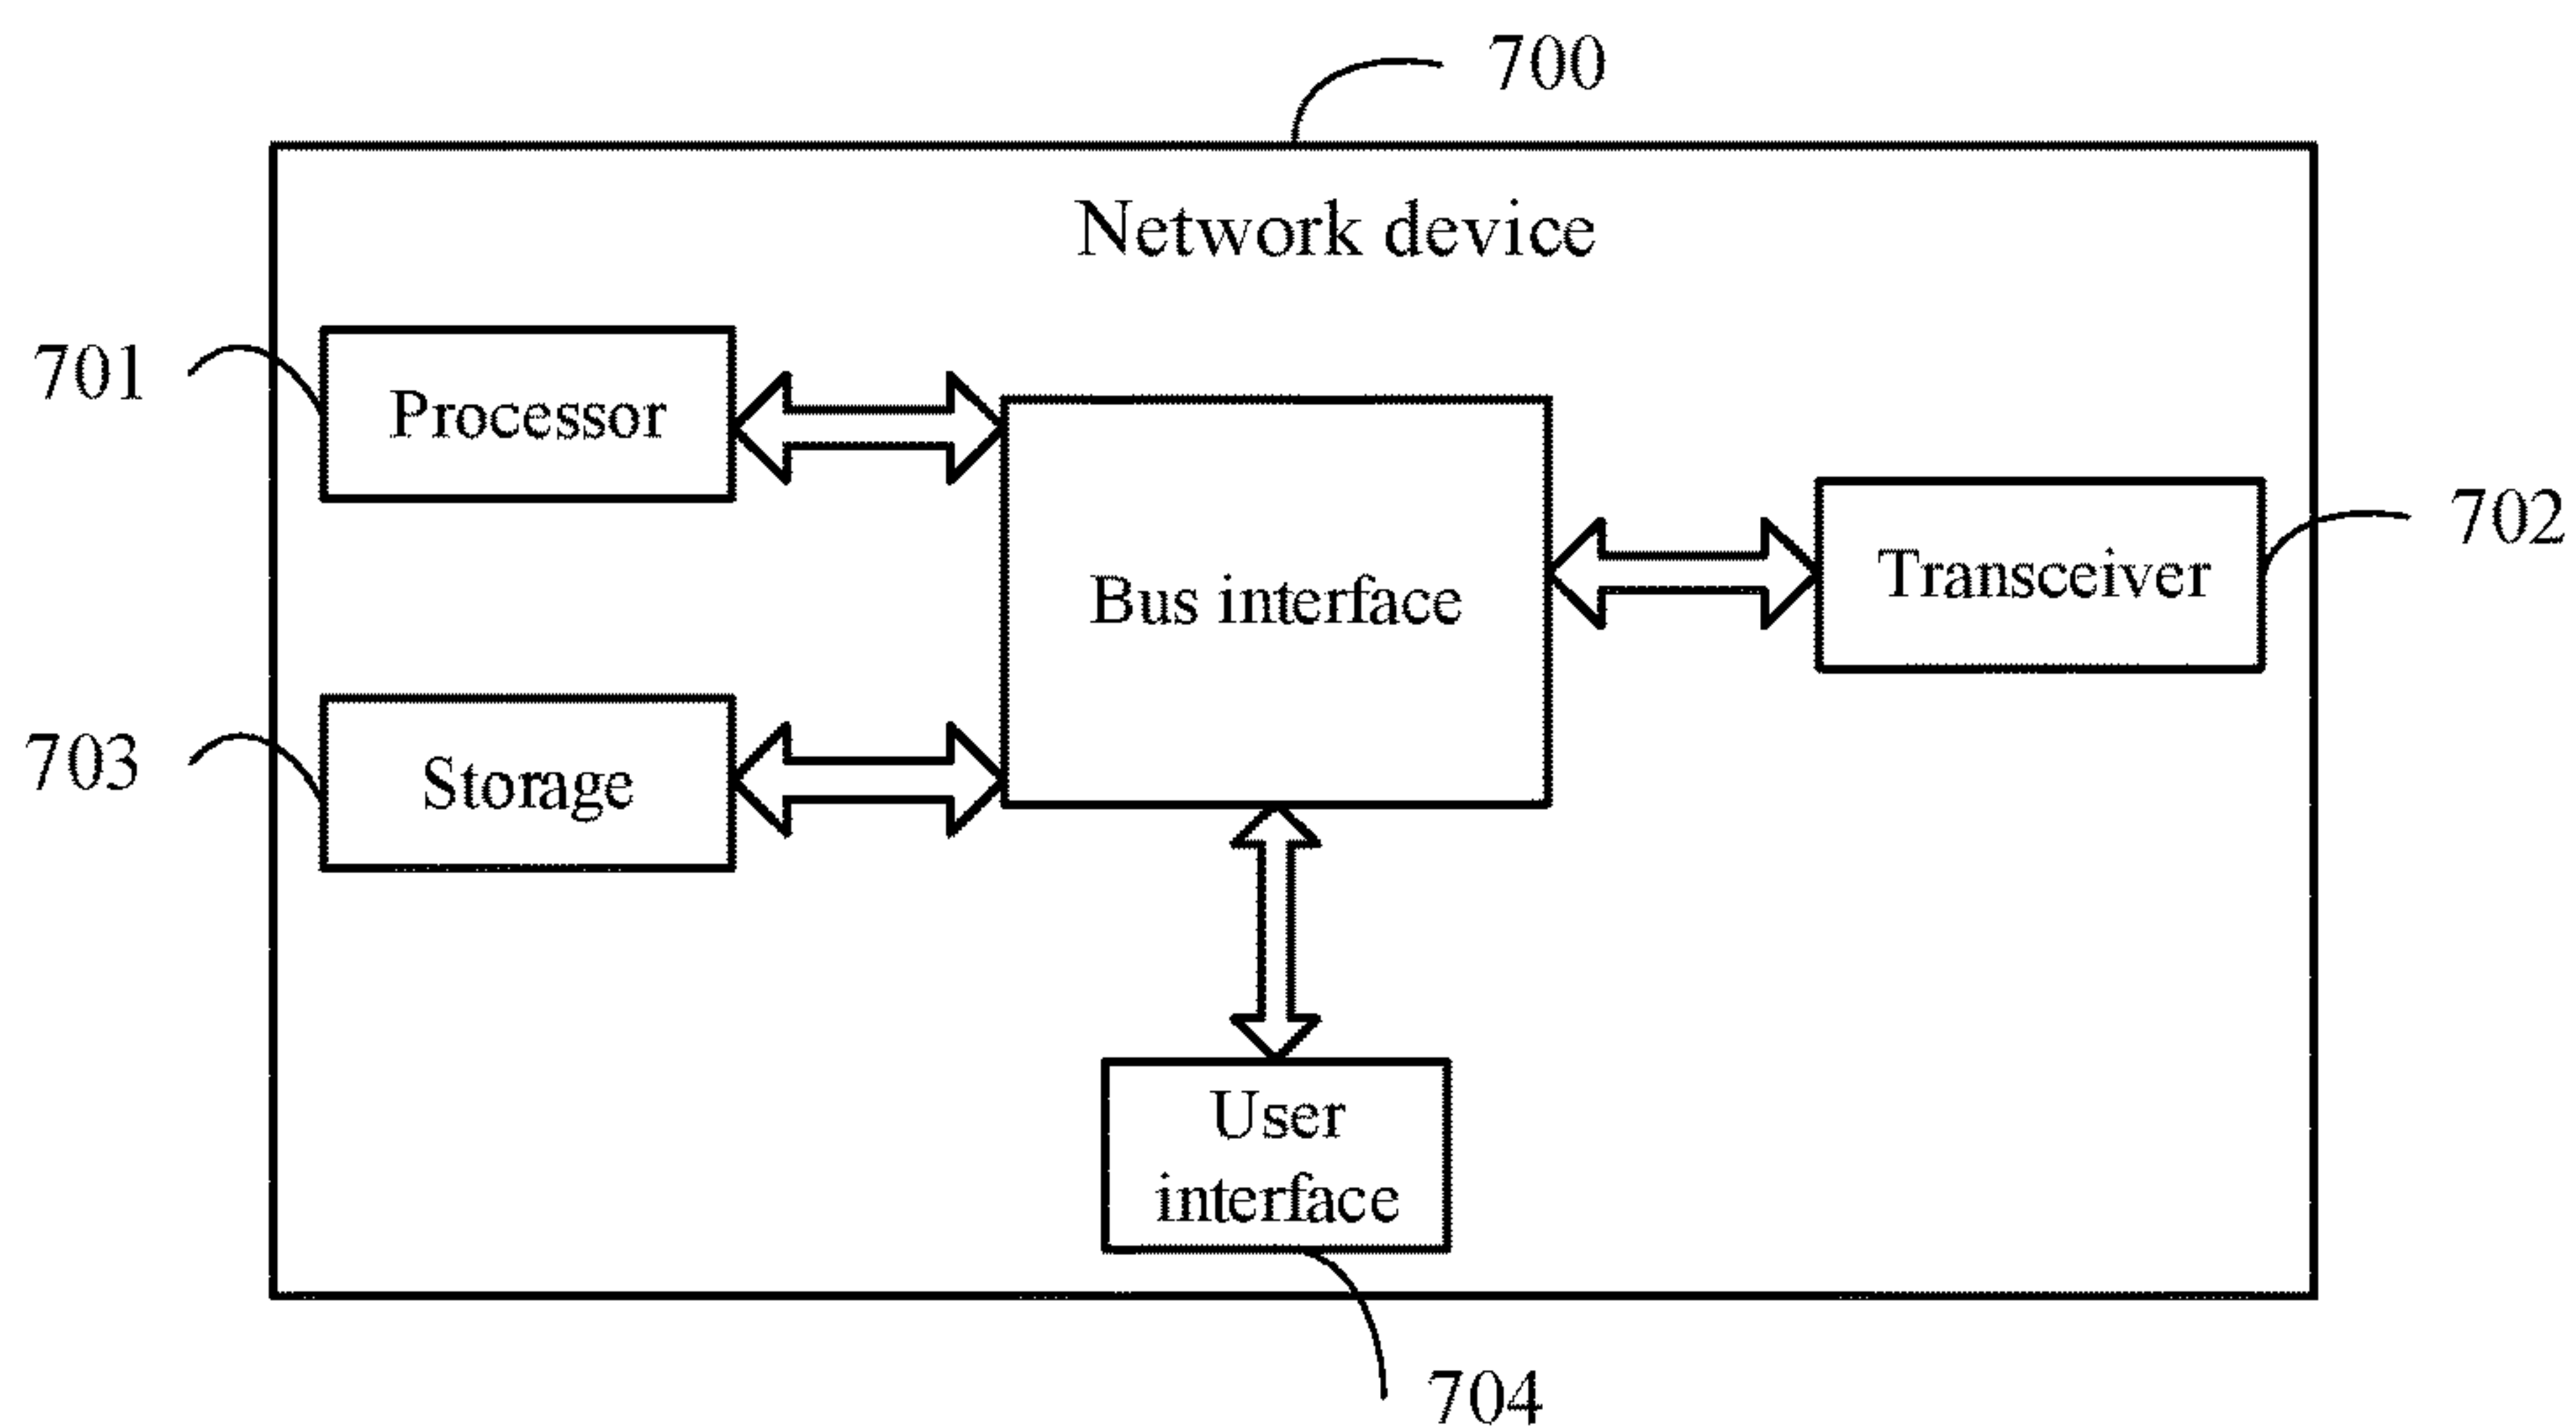 700
Network device
701
Processor
Bus interface
Transceiver
702
703
Storage
User
interface
704